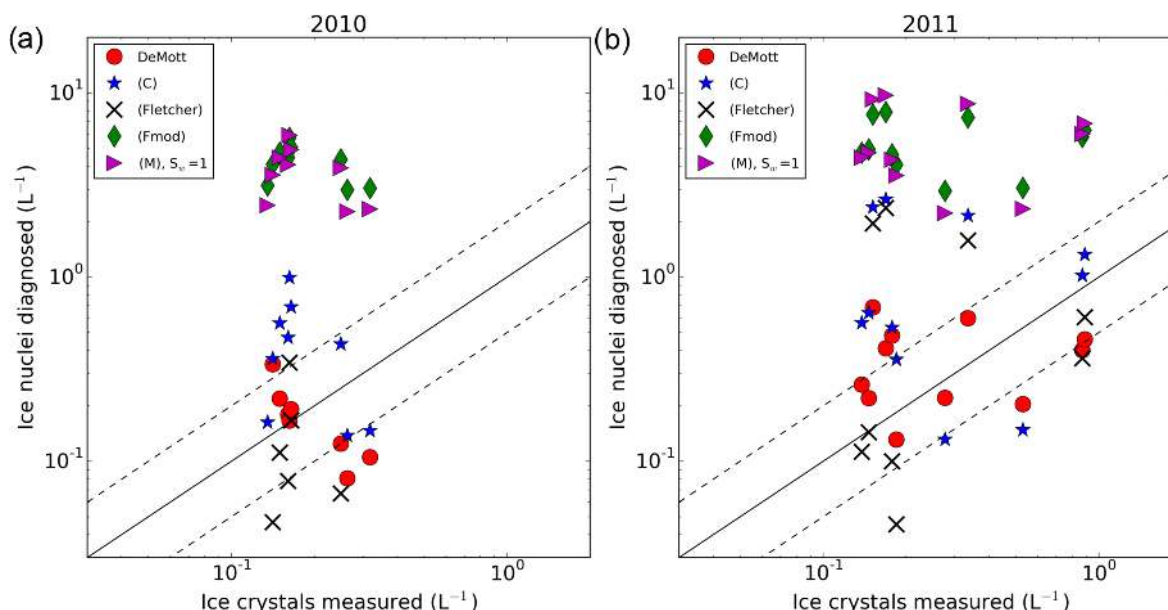 (a)
2010
DeMott
(C)
(Fletcher)
(Fmod)
(M), S_w=1
10^1
10^0
10^-1
Ice nuclei diagnosed (L^-1)
10^-1
10^0
Ice crystals measured (L^-1)
(b)
2011
DeMott
(C)
(Fletcher)
(Fmod)
(M), S_w=1
10^1
10^0
10^-1
Ice nuclei diagnosed (L^-1)
10^-1
10^0
Ice crystals measured (L^-1)